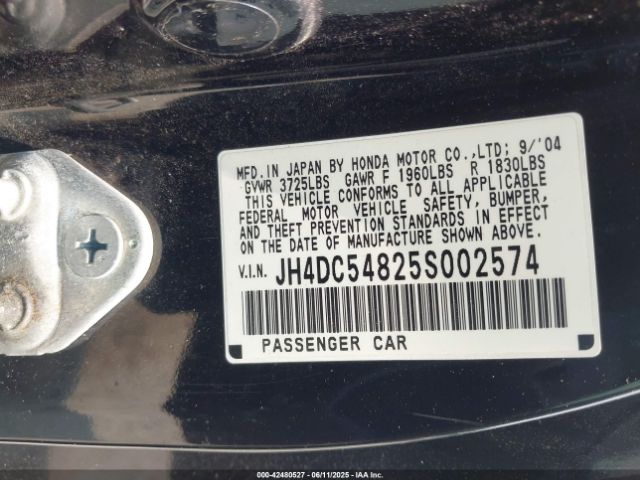 MFD.IN JAPAN BY HONDA MOTOR CO.,LTD; 9/'04
GVWR 3725LBS GAWR F 1960LBS R 1830LBS
THIS VEHICLE CONFORMS TO ALL APPLICABLE
FEDERAL MOTOR VEHICLE SAFETY, BUMPER,
AND THEFT PREVENTION STANDARDS IN EFFECT
ON THE DATE OF MANUFACTURE SHOWN ABOVE.
V.I.N. JH4DC54825S002574
PASSENGER CAR
000-42480527 - 06/11/2025 - IAA Inc.